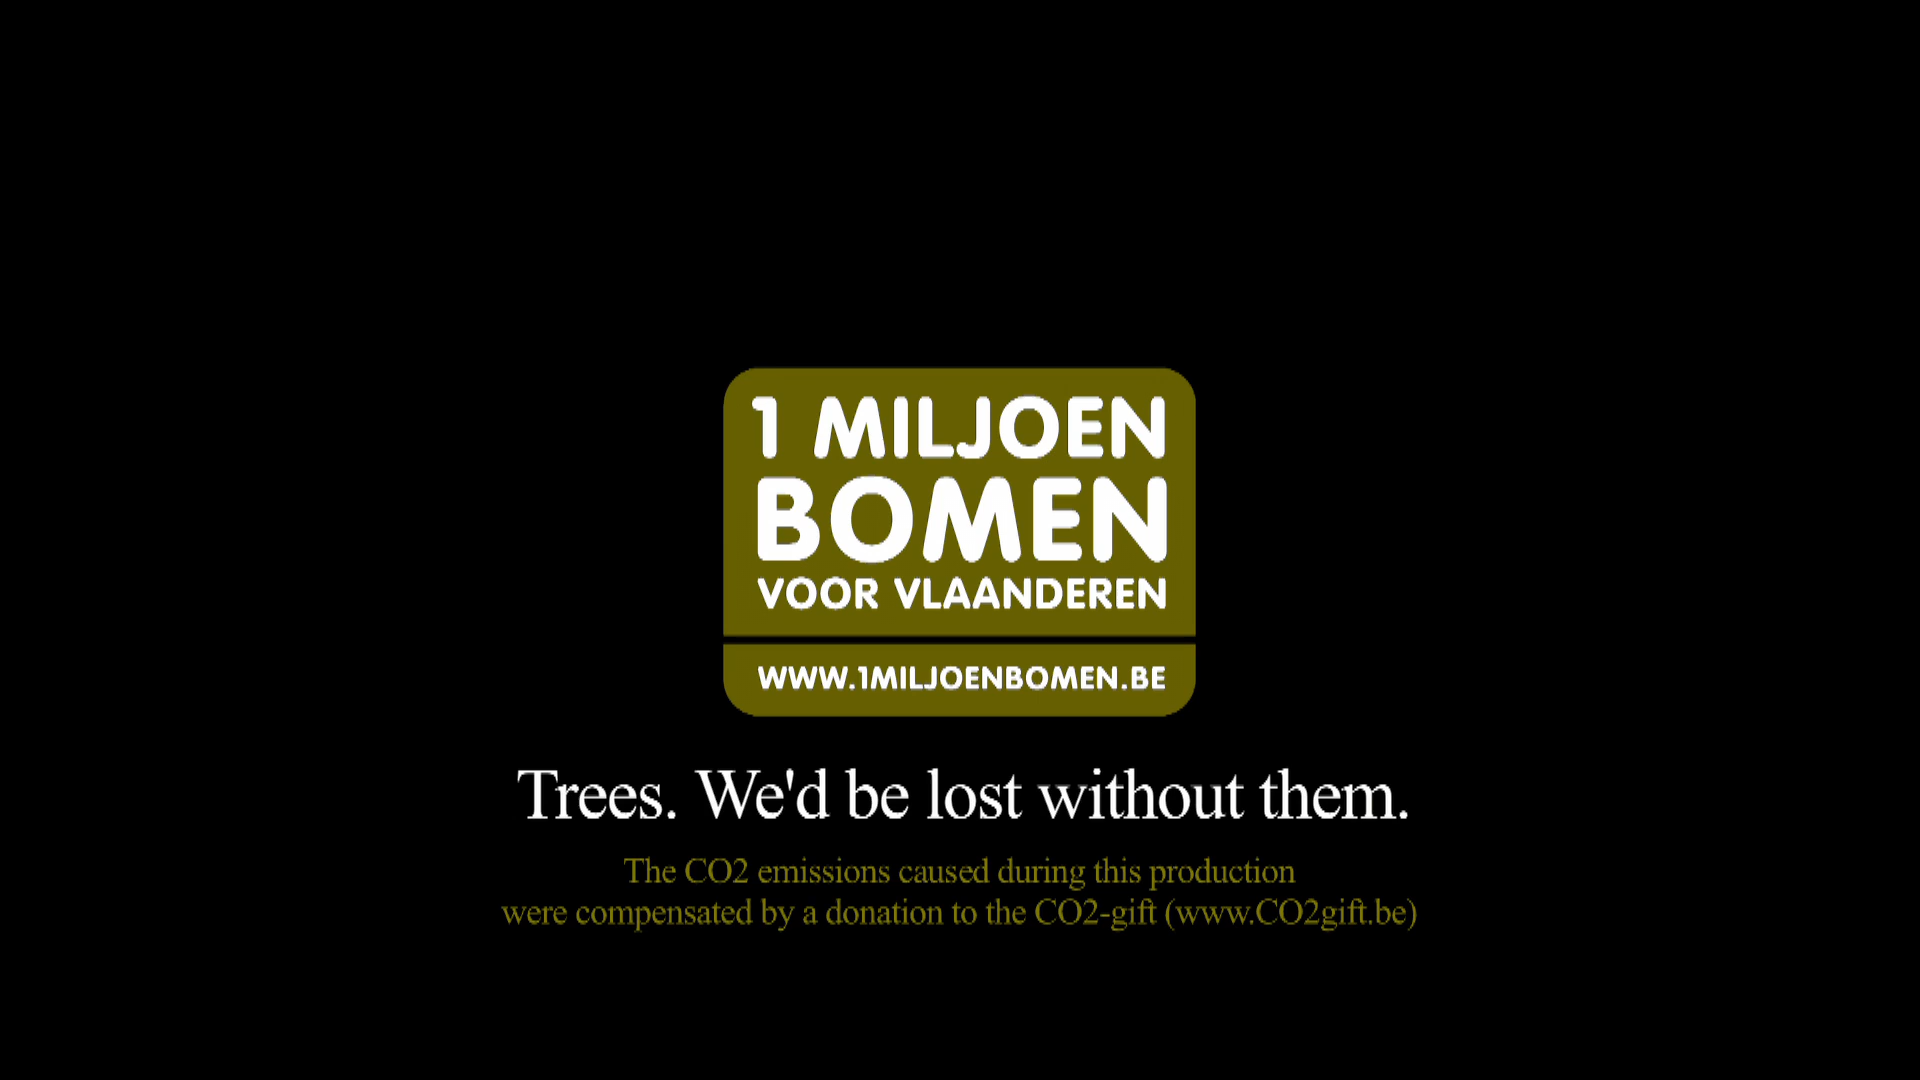 1 MILJOEN
BOMEN
VOOR VLAANDEREN
WWW.1MILJOENBOMEN.BE
Trees. We'd be lost without them.
The CO2 emissions caused during this production
were compensated by a donation to the CO2-gift (www.CO2gift.be)